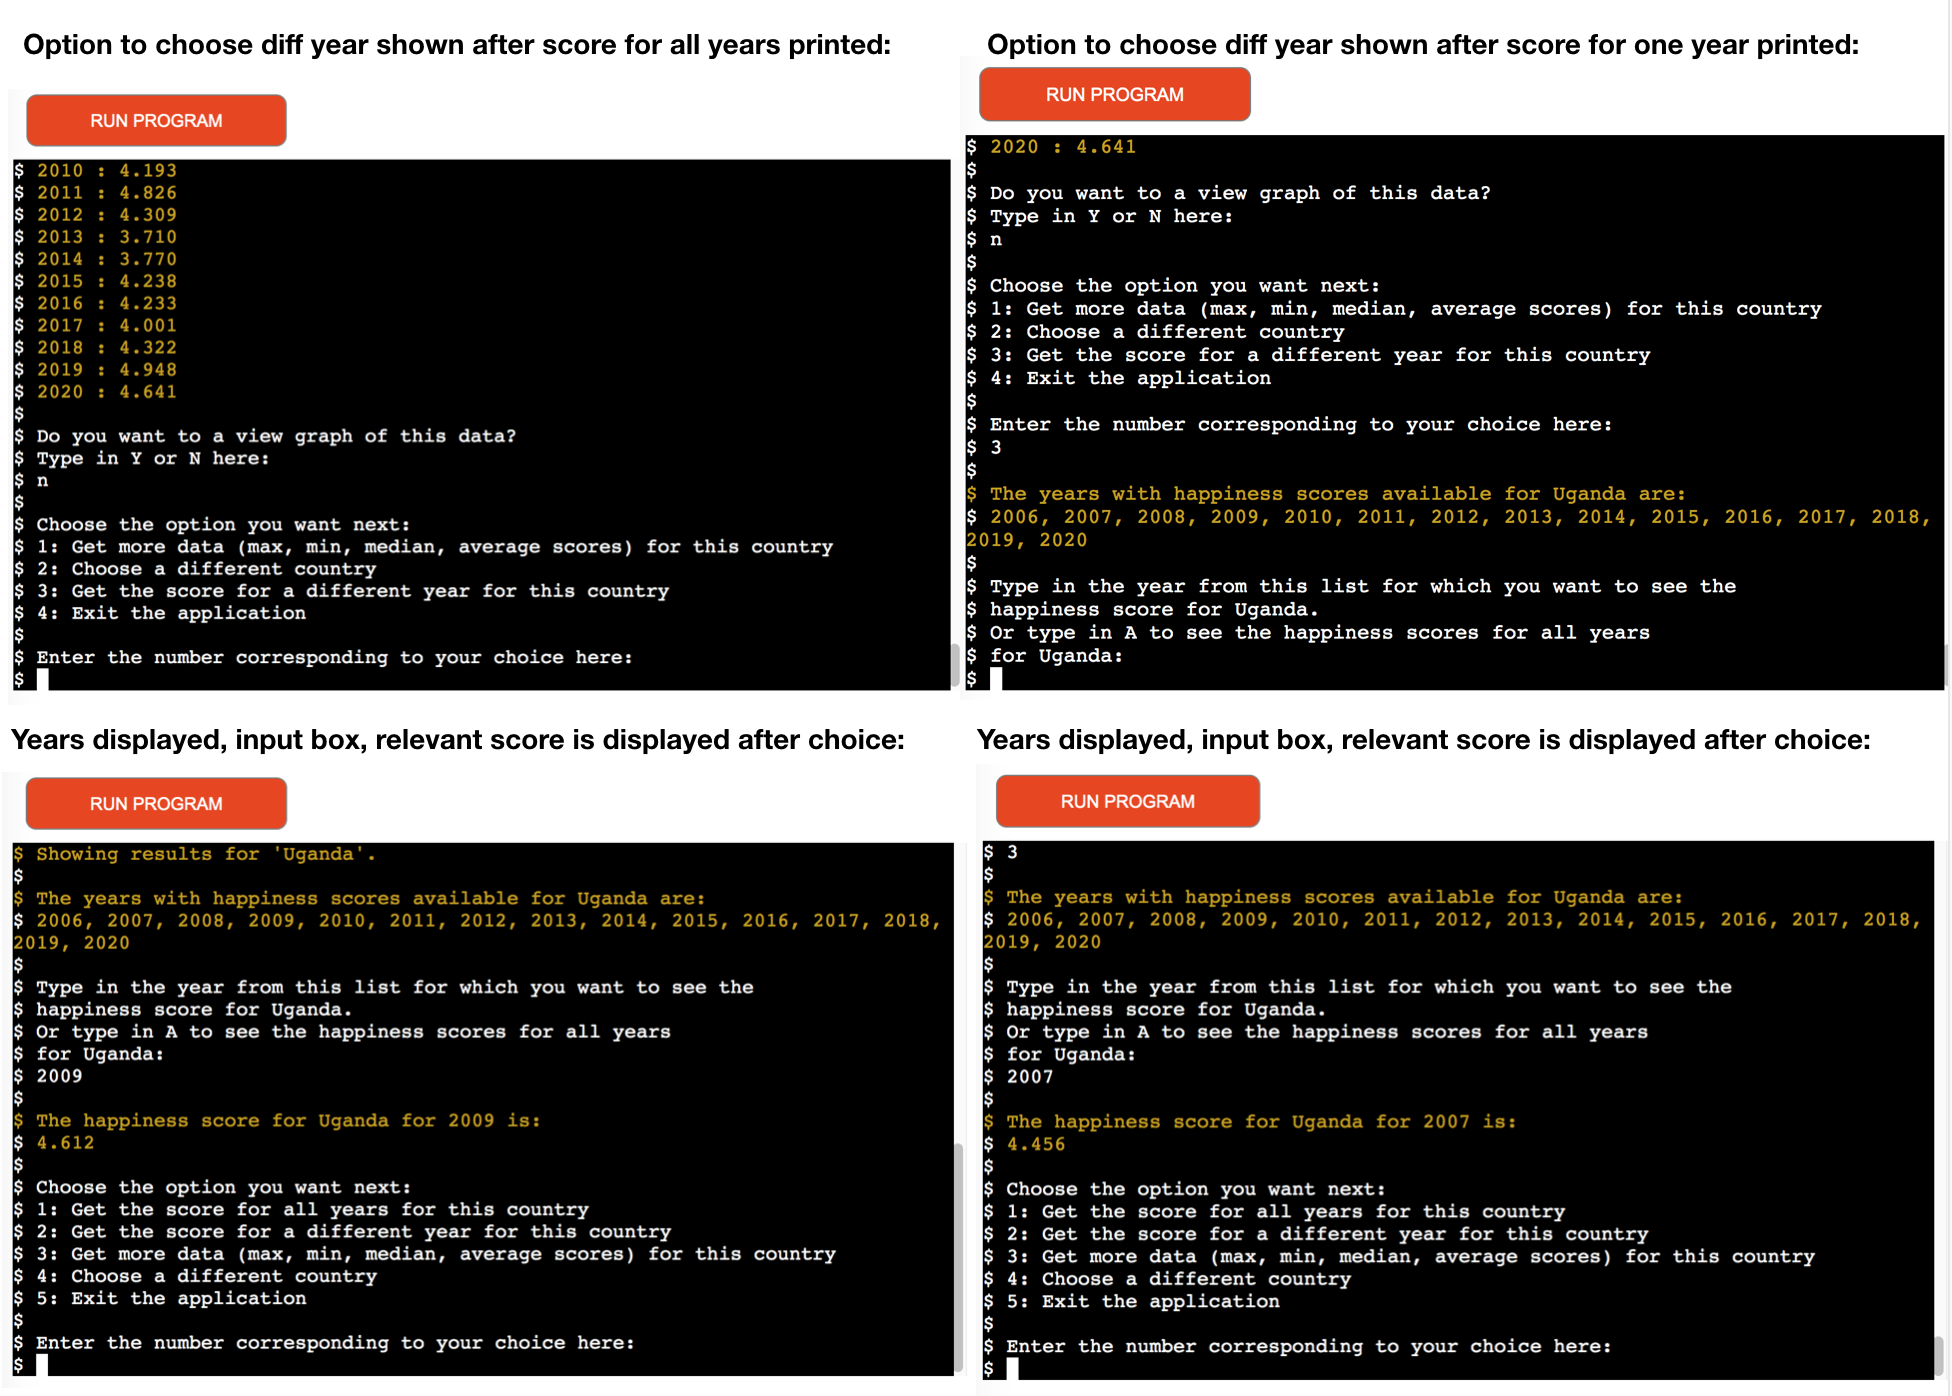 Option to choose diff year shown after score for all years printed:
RUN PROGRAM
$ 2010 : 4.193
$ 2011 : 4.826
$ 2012 : 4.309
$ 2013 : 3.710
$ 2014 : 3.770
$ 2015 : 4.238
$ 2016 : 4.233
$ 2017 : 4.001
$ 2018 : 4.322
$ 2019 : 4.948
$ 2020 : 4.641
$
$ Do you want to a view graph of this data?
$ Type in Y or N here:
$ n
$
$ Choose the option you want next:
$ 1: Get more data (max, min, median, average scores) for this country
$ 2: Choose a different country
$ 3: Get the score for a different year for this country
$ 4: Exit the application
$
$ Enter the number corresponding to your choice here:
$
Option to choose diff year shown after score for one year printed:
RUN PROGRAM
$ 2020 : 4.641
$
$ Do you want to a view graph of this data?
$ Type in Y or N here:
$ n
$
$ Choose the option you want next:
$ 1: Get more data (max, min, median, average scores) for this country
$ 2: Choose a different country
$ 3: Get the score for a different year for this country
$ 4: Exit the application
$
$ Enter the number corresponding to your choice here:
$ 3
$
$ The years with happiness scores available for Uganda are:
$ 2006, 2007, 2008, 2009, 2010, 2011, 2012, 2013, 2014, 2015, 2016, 2017, 2018,
2019, 2020
$
$ Type in the year from this list for which you want to see the
$ happiness score for Uganda.
$ Or type in A to see the happiness scores for all years
$ for Uganda:
$
Years displayed, input box, relevant score is displayed after choice:
RUN PROGRAM
$ Showing results for 'Uganda'.
$
$ The years with happiness scores available for Uganda are:
$ 2006, 2007, 2008, 2009, 2010, 2011, 2012, 2013, 2014, 2015, 2016, 2017, 2018,
2019, 2020
$
$ Type in the year from this list for which you want to see the
$ happiness score for Uganda.
$ Or type in A to see the happiness scores for all years
$ for Uganda:
$ 2009
$
$ The happiness score for Uganda for 2009 is:
$ 4.612
$
$ Choose the option you want next:
$ 1: Get the score for all years for this country
$ 2: Get the score for a different year for this country
$ 3: Get more data (max, min, median, average scores) for this country
$ 4: Choose a different country
$ 5: Exit the application
$
$ Enter the number corresponding to your choice here:
$
Years displayed, input box, relevant score is displayed after choice:
RUN PROGRAM
$ 3
$
$ The years with happiness scores available for Uganda are:
$ 2006, 2007, 2008, 2009, 2010, 2011, 2012, 2013, 2014, 2015, 2016, 2017, 2018,
2019, 2020
$
$ Type in the year from this list for which you want to see the
$ happiness score for Uganda.
$ Or type in A to see the happiness scores for all years
$ for Uganda:
$ 2007
$
$ The happiness score for Uganda for 2007 is:
$ 4.456
$
$ Choose the option you want next:
$ 1: Get the score for all years for this country
$ 2: Get the score for a different year for this country
$ 3: Get more data (max, min, median, average scores) for this country
$ 4: Choose a different country
$ 5: Exit the application
$
$ Enter the number corresponding to your choice here:
$